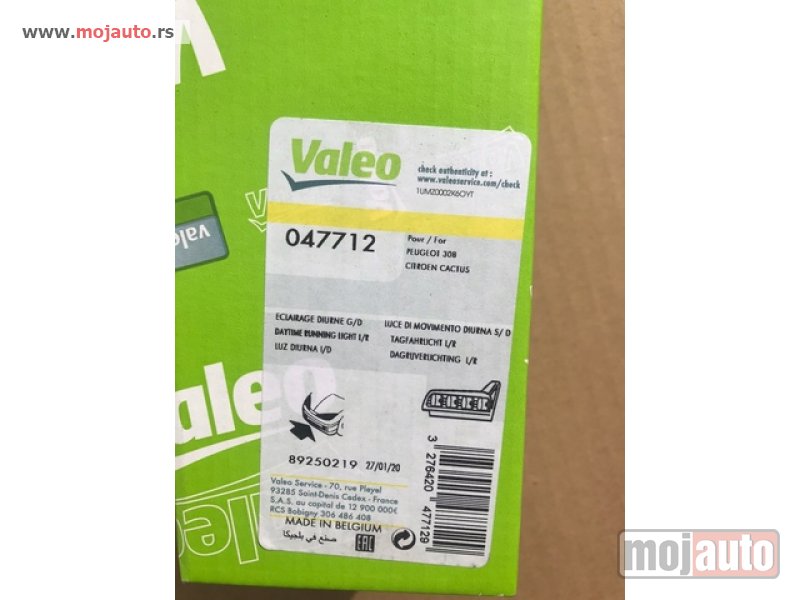 www.mojauto.rs
Valeo
check authenticity at :
www.valeoservice.com/check
1UMZ0002K6OYT
047712
Pour / For
PEUGEOT 308
CITROEN CACTUS
valeo
ECLAIRAGE DIURNE G/D
DAYTIME RUNNING LIGHT L/R
LUZ DIURNA I/D
LUCE DI MOVIMENTO DIURNA S/ D
TAGFAHRLICHT L/R
DAGRIJVERLICHTING L/R
valeo
89250219 27/01/20
Valeo Service - 70, rue Pleyel
93285 Saint-Denis Cedex - France
S.A.S. au capital de 12 900 000€
RCS Bobigny 306 486 408
MADE IN BELGIUM
صنع في بلجيكا
EAC
3 276420 477129
mojauto